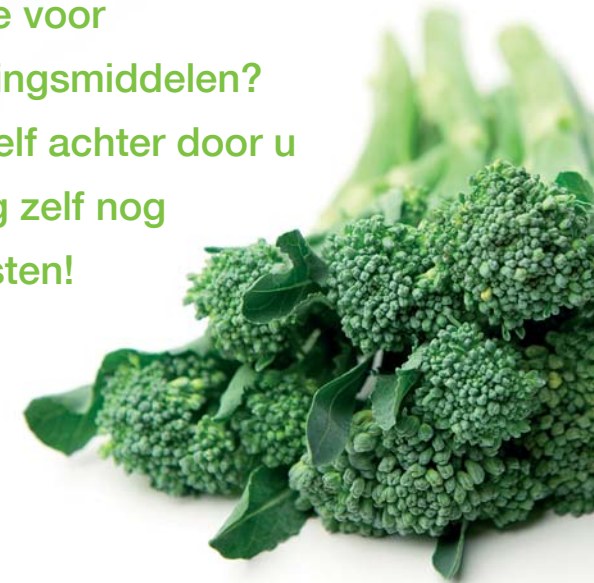 e voor
ingsmiddelen?
elf achter door u
g zelf nog
sten!